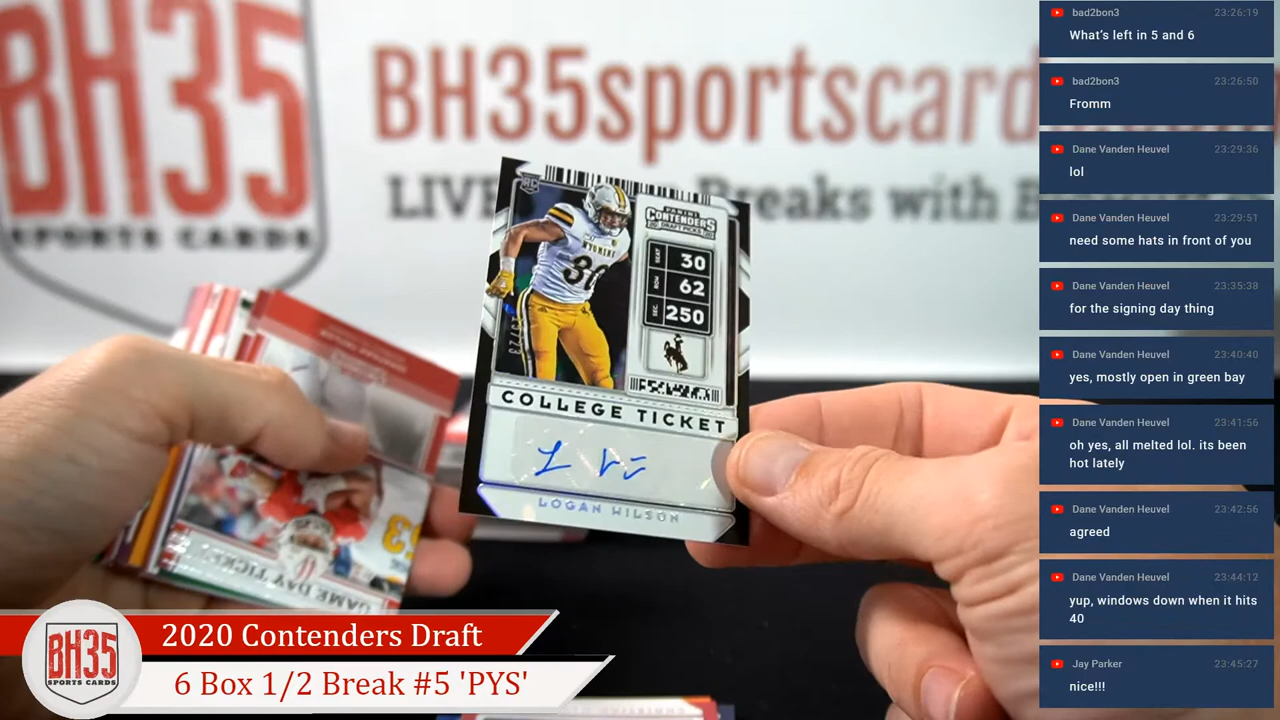 BH35
SPORTS CARDS
BH35sportscard
LIVE
Breaks with B
RC
PANINI
CONTENDERS
DRAFT PICKS
WYOMING
30
SEAT 30
ROW 62
SEC. 250
COLLEGE TICKET
LOGAN WILSON
GAME DAY TICKET
53
BH35
SPORTS CARDS
2020 Contenders Draft
6 Box 1/2 Break #5 'PYS'
bad2bon3 23:26:19
What's left in 5 and 6
bad2bon3 23:26:50
Fromm
Dane Vanden Heuvel 23:29:36
lol
Dane Vanden Heuvel 23:29:51
need some hats in front of you
Dane Vanden Heuvel 23:35:38
for the signing day thing
Dane Vanden Heuvel 23:40:40
yes, mostly open in green bay
Dane Vanden Heuvel 23:41:56
oh yes, all melted lol. its been
hot lately
Dane Vanden Heuvel 23:42:56
agreed
Dane Vanden Heuvel 23:44:12
yup, windows down when it hits
40
Jay Parker 23:45:27
nice!!!